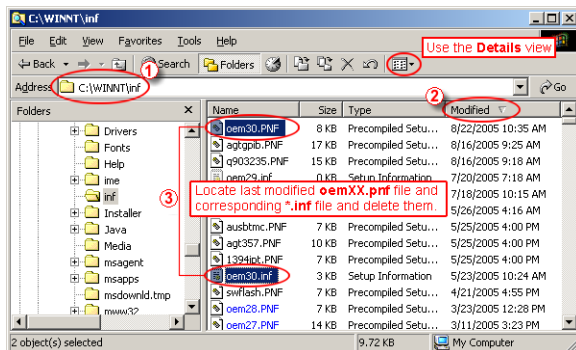 C:\WINNT\inf
File Edit View Favorites Tools Help
Use the Details view
Back Search Folders
1
Address C:\WINNT\inf Go
2
Folders x Name Size Type Modified
Drivers
Fonts
Help
ime
inf
Installer
Java
Media
msagent
msapps
msdownld.tmp
mww32
oem30.PNF 8 KB Precompiled Setu... 8/22/2005 10:35 AM
agtgpib.PNF 17 KB Precompiled Setu... 8/16/2005 9:25 AM
q903235.PNF 15 KB Precompiled Setu... 8/16/2005 9:18 AM
oem29.inf 0 KB Setup Information 7/20/2005 7:18 AM
3
Locate last modified oemXX.pnf file and
corresponding *.inf file and delete them.
7/18/2005 10:15 AM
5/26/2005 4:16 AM
ausbtmc.PNF 7 KB Precompiled Setu... 5/25/2005 4:00 PM
agt357.PNF 10 KB Precompiled Setu... 5/25/2005 4:00 PM
1394ipt.PNF 7 KB Precompiled Setu... 5/25/2005 4:00 PM
oem30.inf 3 KB Setup Information 5/23/2005 10:24 AM
swflash.PNF 7 KB Precompiled Setu... 4/21/2005 4:55 PM
oem28.PNF 7 KB Precompiled Setu... 3/23/2005 12:28 PM
oem27.PNF 14 KB Precompiled Setu... 3/11/2005 3:23 PM
2 object(s) selected 9.72 KB My Computer